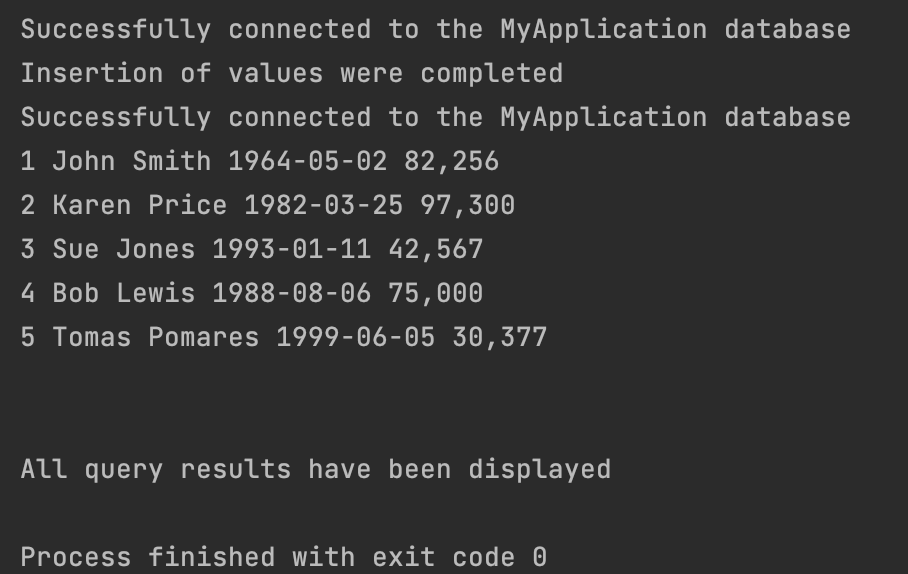 Successfully connected to the MyApplication database
Insertion of values were completed
Successfully connected to the MyApplication database
1 John Smith 1964-05-02 82,256
2 Karen Price 1982-03-25 97,300
3 Sue Jones 1993-01-11 42,567
4 Bob Lewis 1988-08-06 75,000
5 Tomas Pomares 1999-06-05 30,377
All query results have been displayed
Process finished with exit code 0